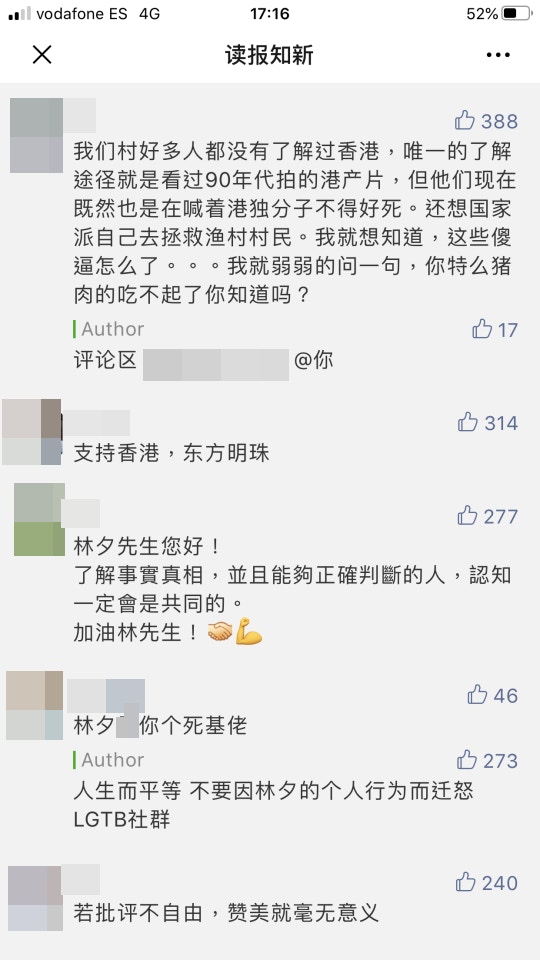 vodafone ES 4G 17:16 52%
读报知新
388
我们村好多人都没有了解过香港，唯一的了解
途径就是看过90年代拍的港产片，但他们现在
既然也是在喊着港独分子不得好死。还想国家
派自己去拯救渔村村民。我就想知道，这些傻
逼怎么了。。。我就弱弱的问一句，你特么猪
肉的吃不起了你知道吗？
Author 17
评论区 @你
314
支持香港，东方明珠
277
林夕先生您好！
了解事實真相，並且能夠正確判斷的人，認知
一定會是共同的。
加油林先生！🤝💪
46
林夕 你个死基佬
Author 273
人生而平等 不要因林夕的个人行为而迁怒
LGTB社群
240
若批评不自由，赞美就毫无意义